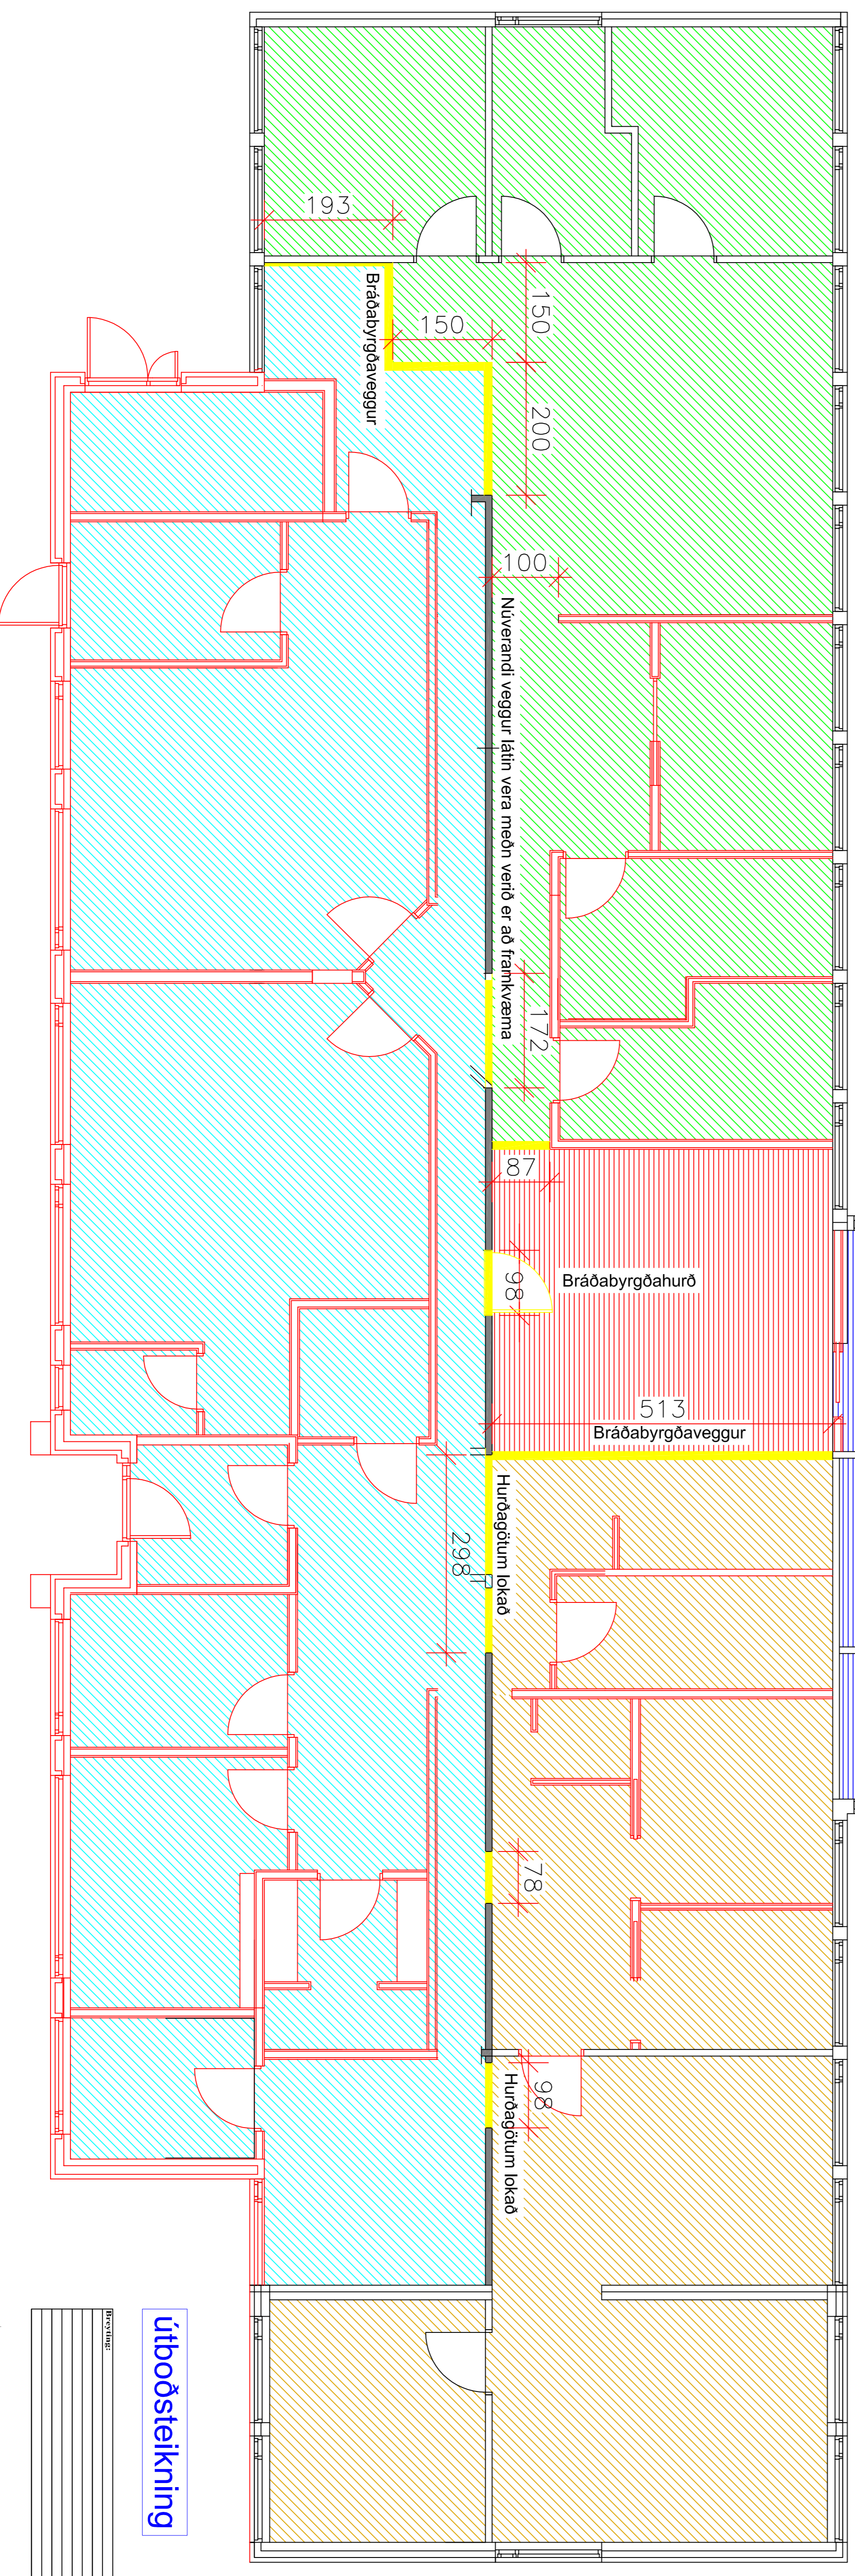 193
Bráðabyrgðaveggur
150
150
200
100
Núverandi veggur látin vera meðn verið er að framkvæma
172
87
98
Bráðabyrgðahurð
513
Bráðabyrgðaveggur
Hurðagötum lokað
298
78
98
Hurðagötum lokað
útboðsteikning
Breyting: